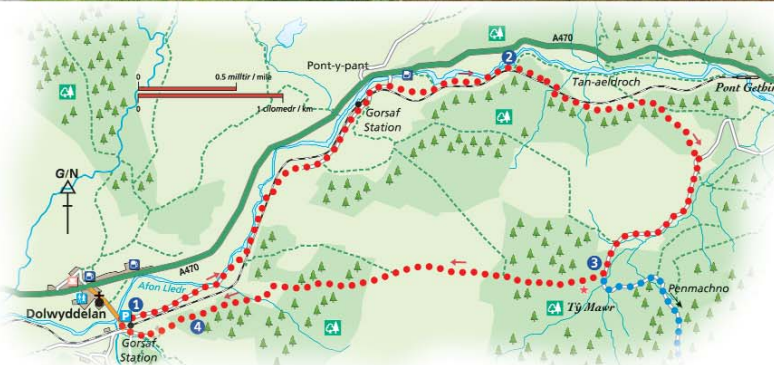 A470
2
Pont-y-pant
Tan-aeldroch
0
0.5 milltir / mile
0
1 cilomedr / km
Gorsaf
Station
G/N
3
A470
Afon Lledr
Penmachno
1
P
Tŷ Mawr
Dolwyddelan
4
Gorsaf
Station